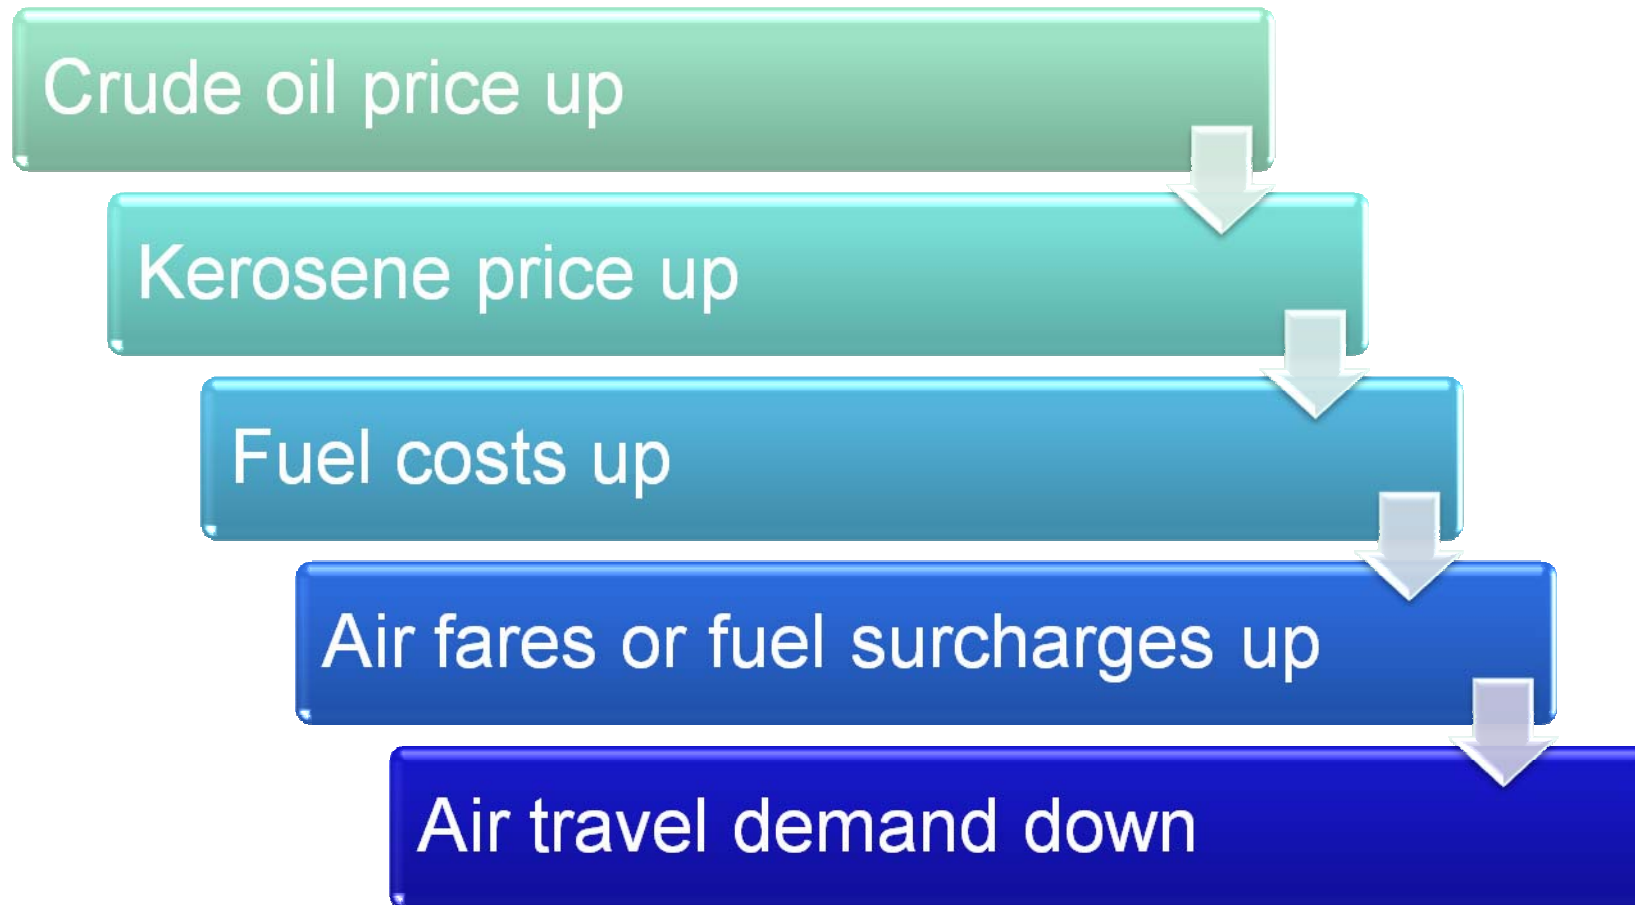 Crude oil price up
Kerosene price up
Fuel costs up
Air fares or fuel surcharges up
Air travel demand down